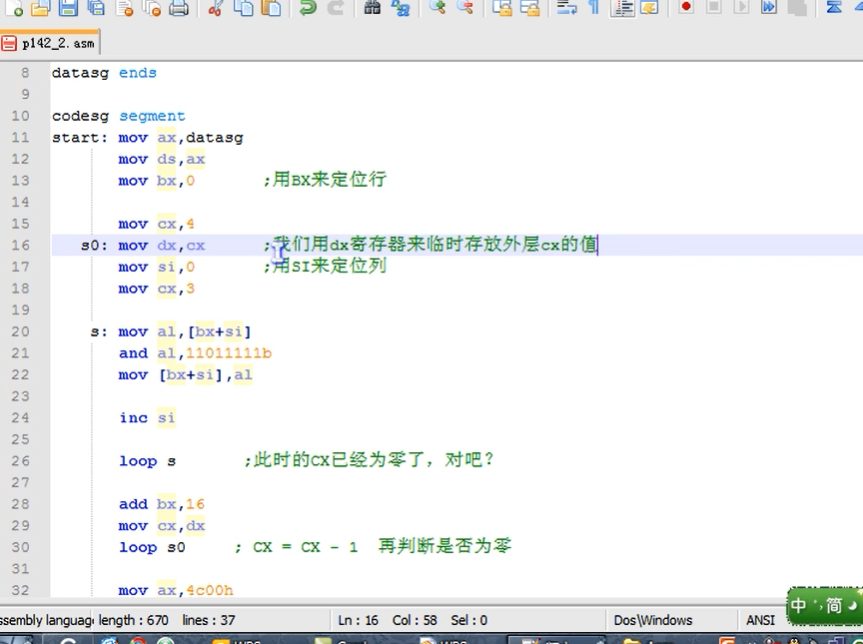 p142_2.asm
8 datasg ends
9
10 codesg segment
11 start: mov ax,datasg
12 mov ds,ax
13 mov bx,0 ;用BX来定位行
14
15 mov cx,4
16 s0: mov dx,cx ;我们用dx寄存器来临时存放外层cx的值
17 mov si,0 ;用SI来定位列
18 mov cx,3
19
20 s: mov al,[bx+si]
21 and al,11011111b
22 mov [bx+si],al
23
24 inc si
25
26 loop s ;此时的CX已经为零了，对吧？
27
28 add bx,16
29 mov cx,dx
30 loop s0 ; CX = CX - 1 再判断是否为零
31
32 mov ax,4c00h
ssembly languag length : 670 lines : 37 Ln : 16 Col : 58 Sel : 0 Dos\Windows ANSI
中 简